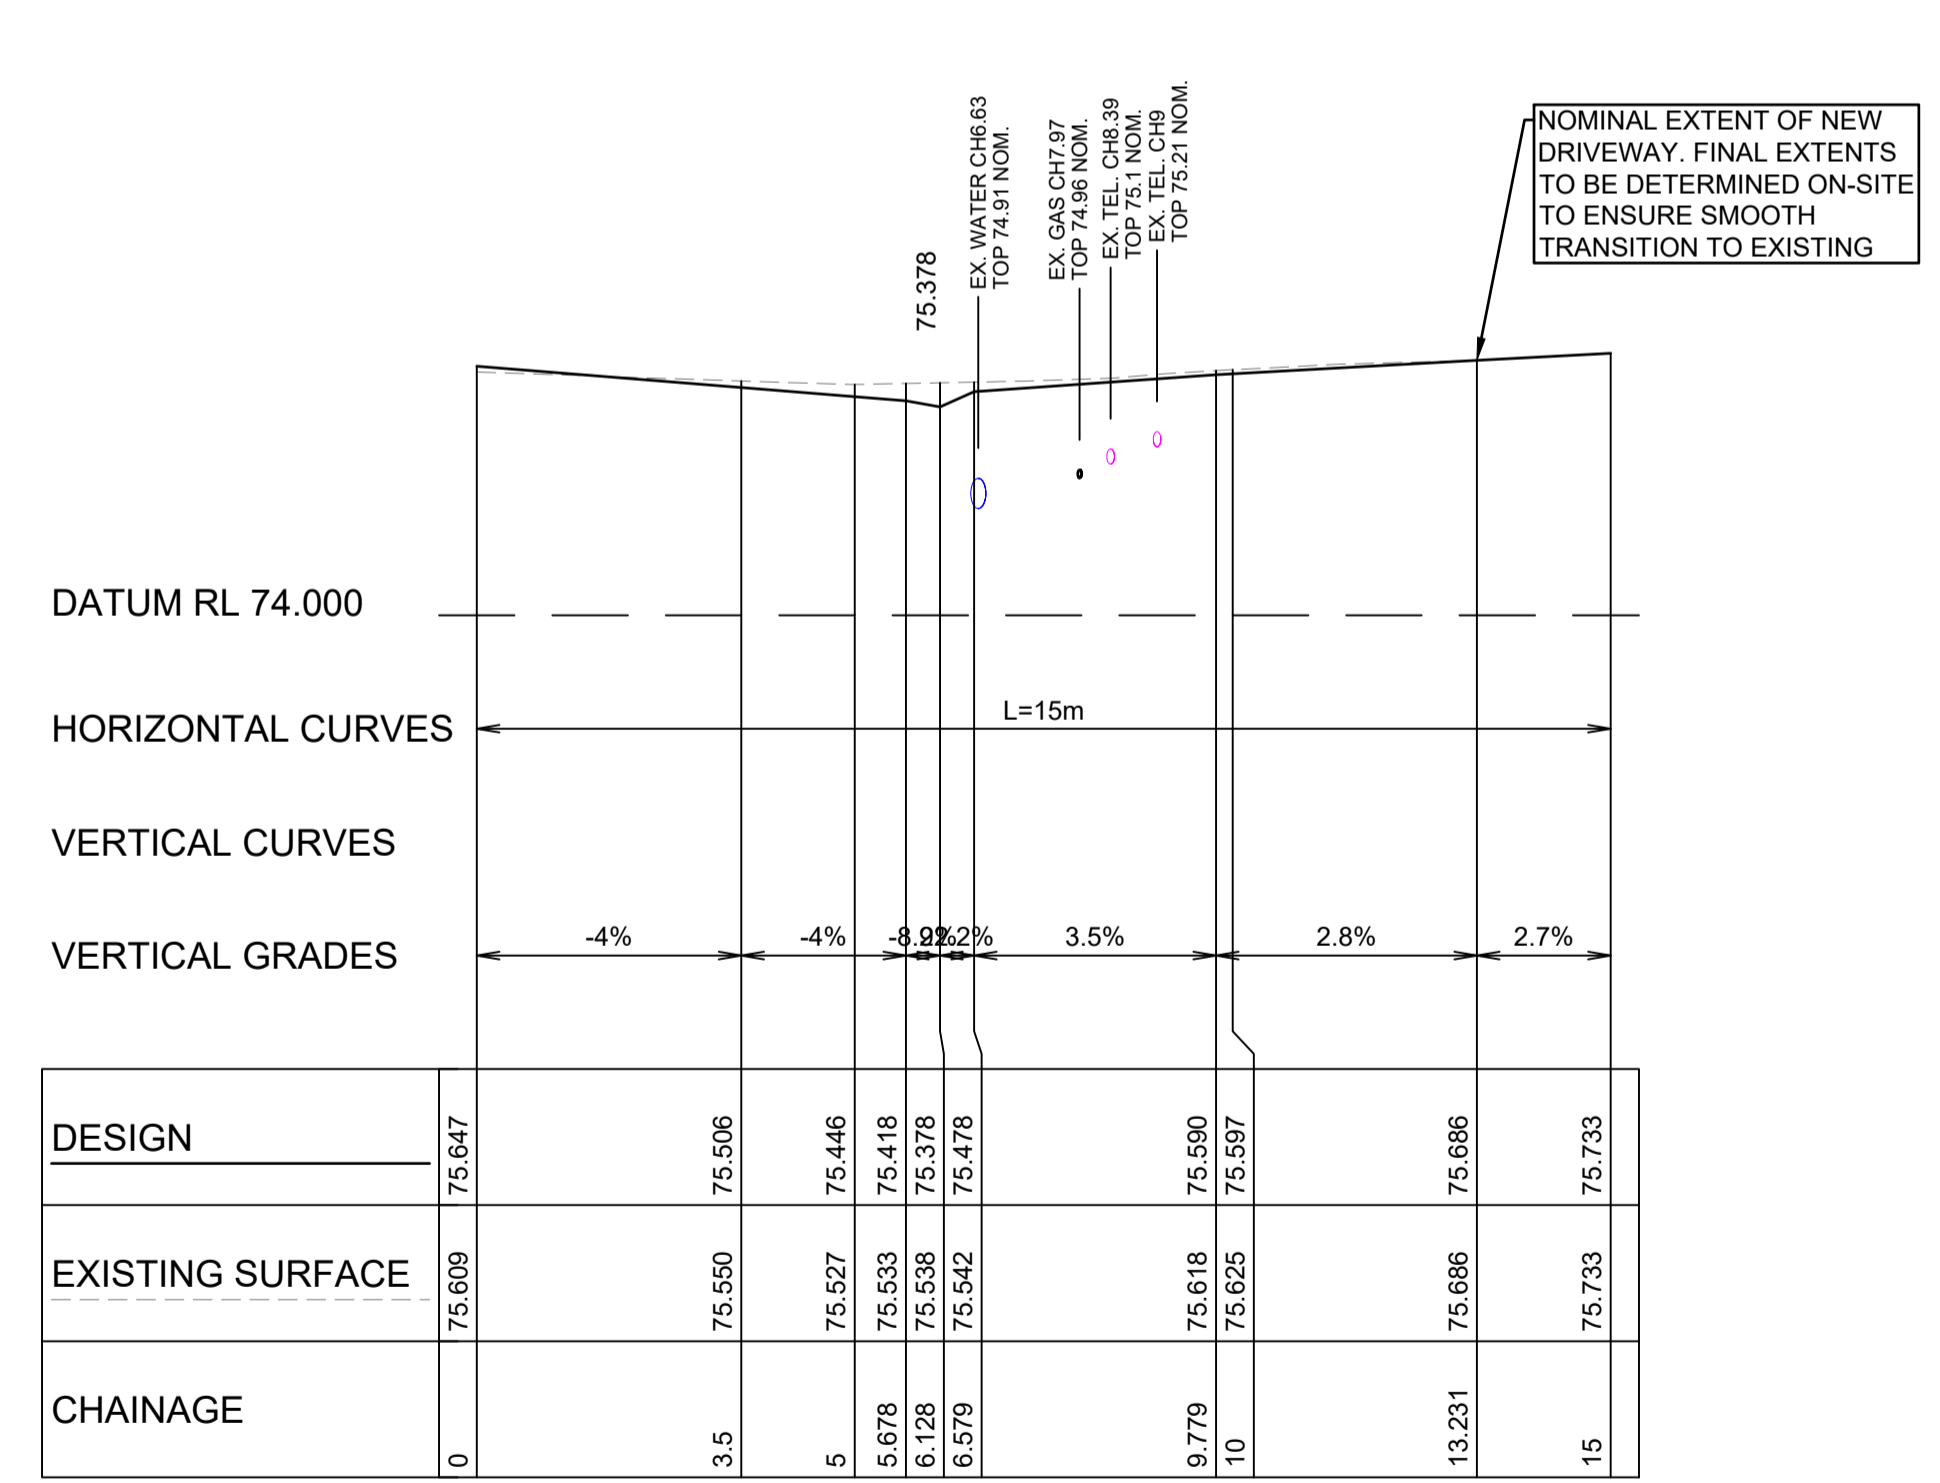 EX. WATER CH6.63
TOP 74.91 NOM.
EX. GAS CH7.97
TOP 74.96 NOM.
EX. TEL. CH8.39
TOP 75.1 NOM.
EX. TEL. CH9
TOP 75.21 NOM.
75.378
NOMINAL EXTENT OF NEW
DRIVEWAY. FINAL EXTENTS
TO BE DETERMINED ON-SITE
TO ENSURE SMOOTH
TRANSITION TO EXISTING
DATUM RL 74.000
HORIZONTAL CURVES
L=15m
VERTICAL CURVES
VERTICAL GRADES -4% -4% 3.5% 2.8% 2.7%
DESIGN 75.647 75.506 75.446 75.418 75.378 75.478 75.590 75.597 75.686 75.733
EXISTING SURFACE 75.609 75.550 75.527 75.533 75.538 75.542 75.618 75.625 75.686 75.733
CHAINAGE 0 3.5 5 5.678 6.128 6.579 9.779 10 13.231 15